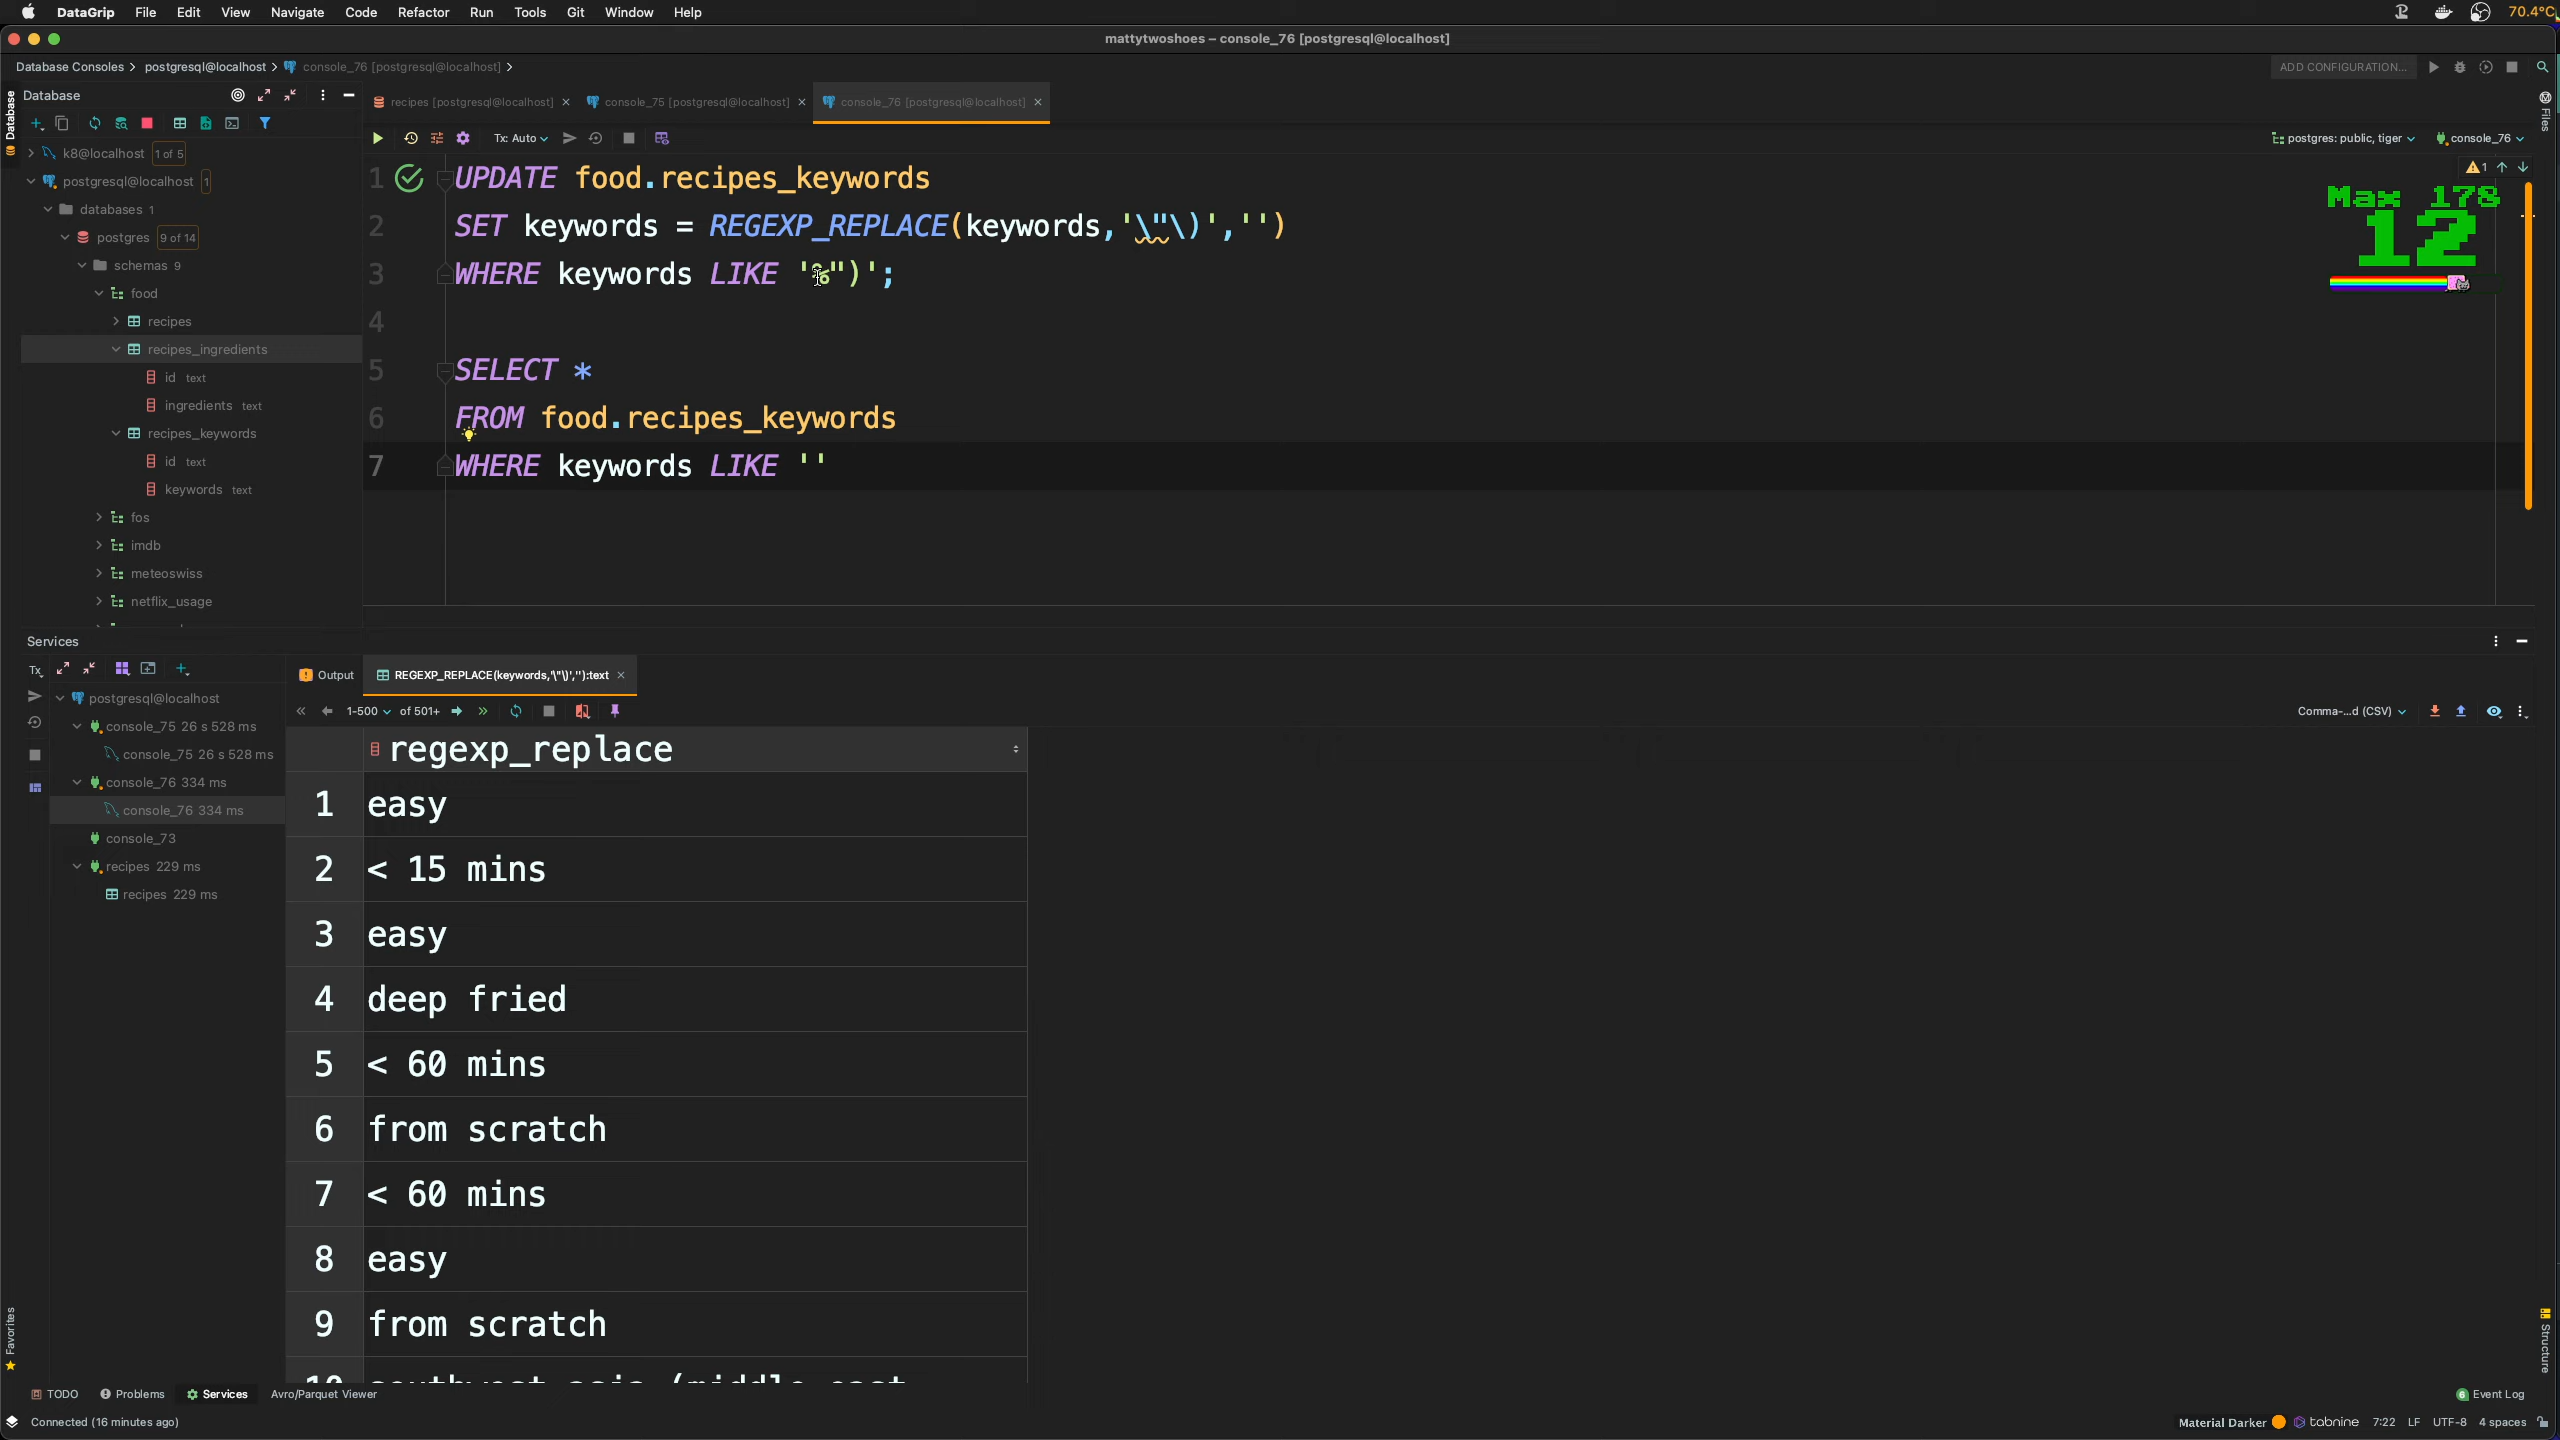 DataGrip File Edit View Navigate Code Refactor Run Tools Git Window Help
70.4°C
mattytwoshoes – console_76 [postgresql@localhost]
Database Consoles postgresql@localhost console_76 [postgresql@localhost]
ADD CONFIGURATION...
Database
Database
recipes [postgresql@localhost]
console_75 [postgresql@localhost]
console_76 [postgresql@localhost]
Files
Tx: Auto
postgres: public, tiger
console_76
k8@localhost 1 of 5
postgresql@localhost 1
databases 1
postgres 9 of 14
schemas 9
food
recipes
recipes_ingredients
id text
ingredients text
recipes_keywords
id text
keywords text
fos
imdb
meteoswiss
netflix_usage
1 UPDATE food.recipes_keywords
2 SET keywords = REGEXP_REPLACE(keywords,'\"\)','')
3 WHERE keywords LIKE '%")';
4
5 SELECT *
6 FROM food.recipes_keywords
7 WHERE keywords LIKE ''
1
Max 178
12
Services
Tx
postgresql@localhost
console_75 26 s 528 ms
console_75 26 s 528 ms
console_76 334 ms
console_76 334 ms
console_73
recipes 229 ms
recipes 229 ms
Output
REGEXP_REPLACE(keywords,'\"\)',''):text
1-500 of 501+
Comma-...d (CSV)
regexp_replace
1 easy
2 < 15 mins
3 easy
4 deep fried
5 < 60 mins
6 from scratch
7 < 60 mins
8 easy
9 from scratch
Favorites
Structure
TODO Problems Services Avro/Parquet Viewer
6 Event Log
Connected (16 minutes ago)
Material Darker tabnine 7:22 LF UTF-8 4 spaces